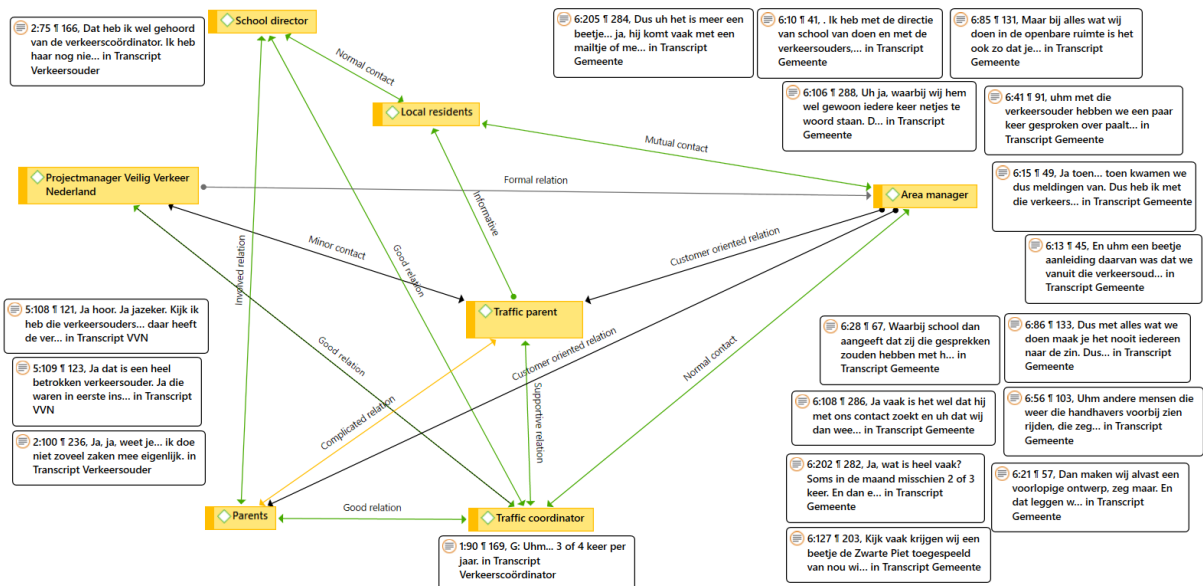 School director
2:75 ¶ 166, Dat heb ik wel gehoord
van de verkeerscoördinator. Ik heb
haar nog nie... in Transcript
Verkeersouder
6:205 ¶ 284, Dus uh het is meer een
beetje... ja, hij komt vaak met een
mailtje of me... in Transcript
Gemeente
6:10 ¶ 41, . Ik heb met de directie
van school van doen en met de
verkeersouders,... in Transcript
Gemeente
6:85 ¶ 131, Maar bij alles wat wij
doen in de openbare ruimte is het
ook zo dat je... in Transcript
Gemeente
Normal contact
Local residents
6:106 ¶ 288, Uh ja, waarbij wij hem
wel gewoon iedere keer netjes te
woord staan. D... in Transcript
Gemeente
6:41 ¶ 91, uhm met die
verkeersouder hebben we een paar
keer gesproken over paalt... in
Transcript Gemeente
Mutual contact
Projectmanager Veilig Verkeer
Nederland
Formal relation
Area manager
6:15 ¶ 49, Ja toen... toen kwamen we
dus meldingen van. Dus heb ik met
die verkeers... in Transcript
Gemeente
Informative
Minor contact
Good relation
Customer oriented relation
Involved relation
6:13 ¶ 45, En uhm een beetje
aanleiding daarvan was dat we
vanuit die verkeersoud... in
Transcript Gemeente
5:108 ¶ 121, Ja hoor. Ja jazeker. Kijk ik
heb die verkeersouders... daar heeft
de ver... in Transcript VVN
Traffic parent
6:28 ¶ 67, Waarbij school dan
aangeeft dat zij die gesprekken
zouden hebben met h... in
Transcript Gemeente
6:86 ¶ 133, Dus met alles wat we
doen maak je het nooit iedereen
naar de zin. Dus... in Transcript
Gemeente
5:109 ¶ 123, Ja dat is een heel
betrokken verkeersouder. Ja die
waren in eerste ins... in Transcript
VVN
Good relation
Customer oriented relation
Normal contact
Complicated relation
Supportive relation
6:108 ¶ 286, Ja vaak is het wel dat hij
met ons contact zoekt en uh dat wij
dan wee... in Transcript Gemeente
6:56 ¶ 103, Uhm andere mensen die
weer die handhavers voorbij zien
rijden, die zeg... in Transcript
Gemeente
2:100 ¶ 236, Ja, ja, weet je... ik doe
niet zoveel zaken mee eigenlijk. in
Transcript Verkeersouder
6:202 ¶ 282, Ja, wat is heel vaak?
Soms in de maand misschien 2 of 3
keer. En dan e... in Transcript
Gemeente
6:21 ¶ 57, Dan maken wij alvast een
voorlopige ontwerp, zeg maar. En
dat leggen w... in Transcript
Gemeente
Parents
Good relation
Traffic coordinator
6:127 ¶ 203, Kijk vaak krijgen wij een
beetje de Zwarte Piet toegespeeld
van nou wi... in Transcript Gemeente
1:90 ¶ 169, G: Uhm... 3 of 4 keer per
jaar. in Transcript
Verkeerscoördinator